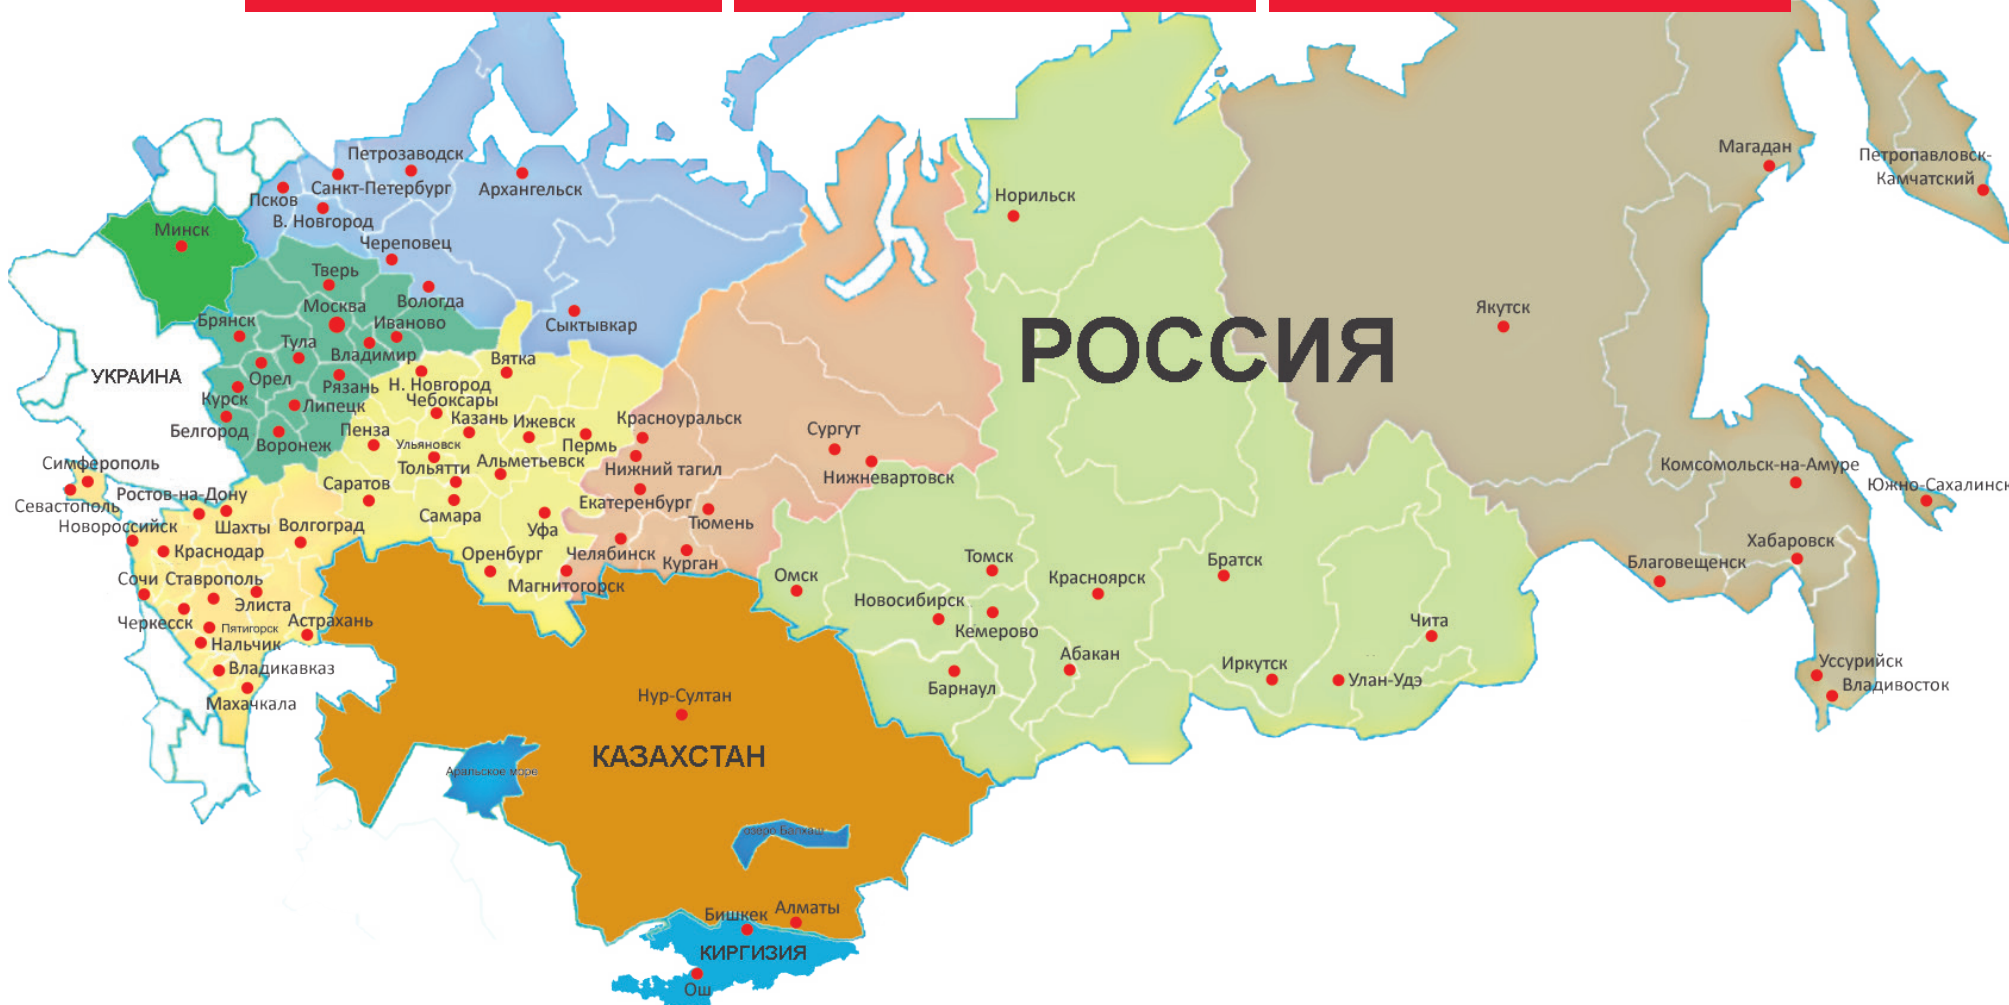 Петрозаводск
Санкт-Петербург
Архангельск
Псков
В. Новгород
Минск
Череповец
Тверь
Вологда
Москва
Иваново
Брянск
Тула
Владимир
Сыктывкар
Вятка
УКРАИНА
Орел
Рязань
Н. Новгород
Курск
Липецк
Чебоксары
Белгород
Воронеж
Пенза
Казань
Ижевск
Красноуральск
Ульяновск
Пермь
Тольятти
Альметьевск
Нижний тагил
Сургут
Нижневартовск
Симферополь
Севастополь
Ростов-на-Дону
Новороссийск
Шахты
Волгоград
Саратов
Самара
Уфа
Екатеренбург
Тюмень
Краснодар
Оренбург
Челябинск
Курган
Магнитогорск
Сочи
Ставрополь
Элиста
Черкесск
Пятигорск
Астрахань
Нальчик
Владикавказ
Махачкала
Норильск
РОССИЯ
Якутск
Магадан
Петропавловск-
Камчатский
Комсомольск-на-Амуре
Южно-Сахалинск
Хабаровск
Благовещенск
Омск
Томск
Красноярск
Братск
Новосибирск
Кемерово
Чита
Абакан
Иркутск
Улан-Удэ
Барнаул
Уссурийск
Владивосток
Нур-Султан
КАЗАХСТАН
Аральское море
озеро Балхаш
Бишкек
Алматы
КИРГИЗИЯ
Ош